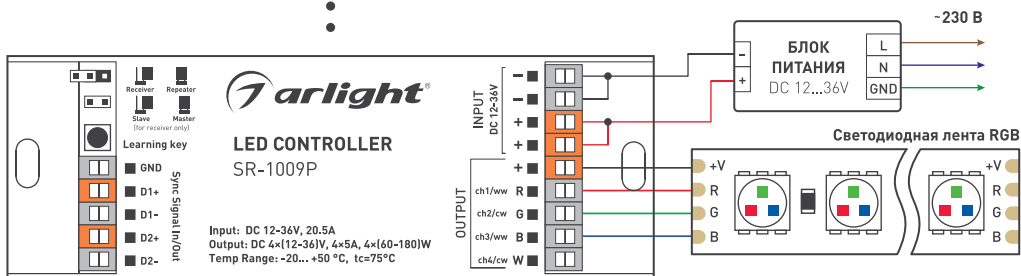 Receiver
Repeater
Slave
Master
(for receiver only)
Learning key
GND
D1+
D1-
D2+
D2-
Sync Signal In/Out
arlight®
LED CONTROLLER
SR-1009P
Input: DC 12-36V, 20.5A
Output: DC 4×(12-36)V, 4×5A, 4×(60-180)W
Temp Range: -20... +50 °C, tc=75°C
INPUT
DC 12-36V
−
−
+
+
OUTPUT
+
ch1/ww R
ch2/cw G
ch3/ww B
ch4/cw W
~230 В
БЛОК
ПИТАНИЯ
DC 12...36V
-
+
L
N
GND
Светодиодная лента RGB
+V
R
G
B